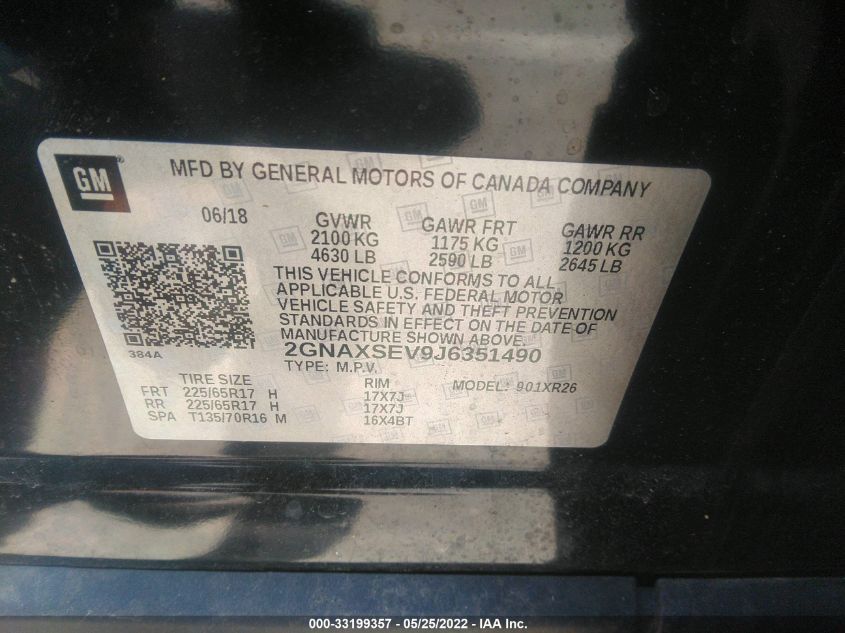 GM
MFD BY GENERAL MOTORS OF CANADA COMPANY
06/18 GVWR GAWR FRT GAWR RR
2100 KG 1175 KG 1200 KG
4630 LB 2590 LB 2645 LB
THIS VEHICLE CONFORMS TO ALL
APPLICABLE U.S. FEDERAL MOTOR
VEHICLE SAFETY AND THEFT PREVENTION
STANDARDS IN EFFECT ON THE DATE OF
MANUFACTURE SHOWN ABOVE.
384A 2GNAXSEV9J6351490
TYPE: M.P.V.
TIRE SIZE RIM MODEL: 901XR26
FRT 225/65R17 H 17X7J
RR 225/65R17 H 17X7J
SPA T135/70R16 M 16X4BT
000-33199357 - 05/25/2022 - IAA Inc.